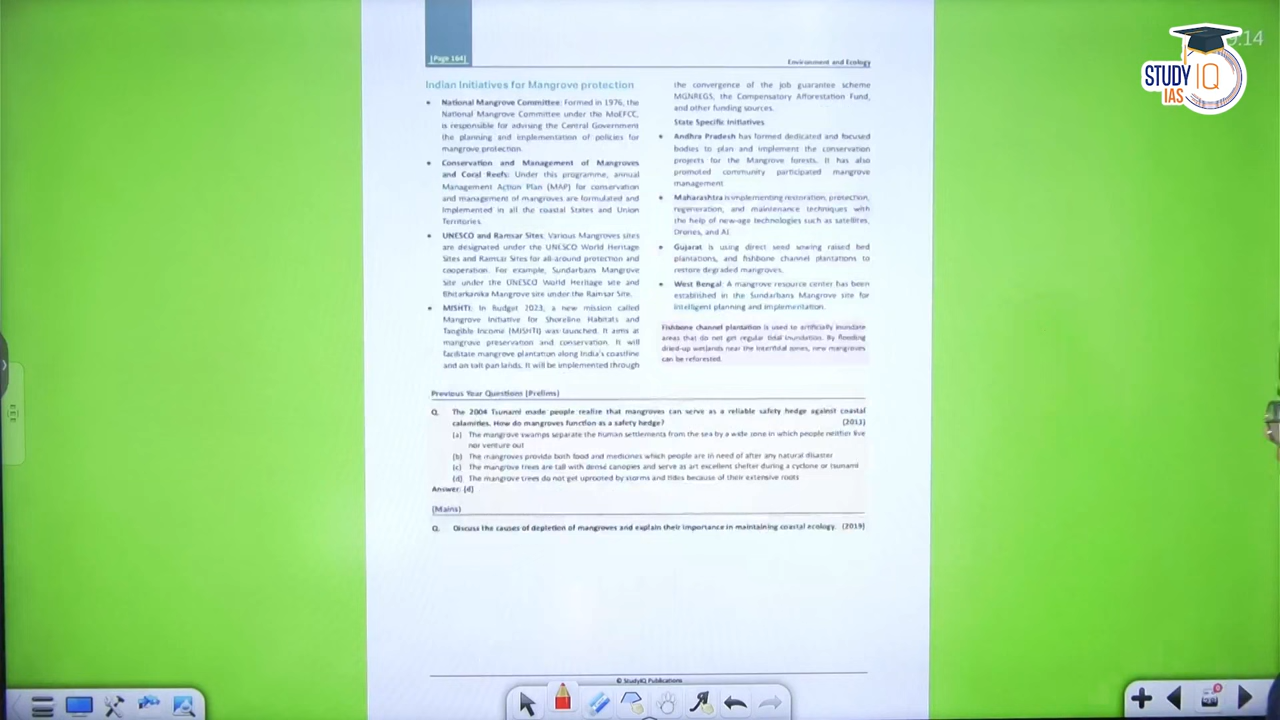 [Page 164]
Environment and Ecology
9.14
STUDY IQ
IAS
Indian Initiatives for Mangrove protection
• National Mangrove Committee: Formed in 1976, the
National Mangrove Committee under the MoEFCC,
is responsible for advising the Central Government
the planning and implementation of policies for
mangrove protection.
• Conservation and Management of Mangroves
and Coral Reefs: Under this programme, annual
Management Action Plan (MAP) for conservation
and management of mangroves are formulated and
implemented in all the coastal States and Union
Territories.
• UNESCO and Ramsar Sites: Various Mangroves sites
are designated under the UNESCO World Heritage
Sites and Ramsar Sites for all-around protection and
cooperation. For example, Sundarbans Mangrove
Site under the UNESCO World Heritage site and
Bhitarkanika Mangrove site under the Ramsar Site.
• MISHTI: In Budget 2023, a new mission called
Mangrove Initiative for Shoreline Habitats and
Tangible Income (MISHTI) was launched. It aims at
mangrove preservation and conservation. It will
facilitate mangrove plantation along India's coastline
and on salt pan lands. It will be implemented through
the convergence of the job guarantee scheme
MGNREGS, the Compensatory Afforestation Fund,
and other funding sources.
State Specific Initiatives
• Andhra Pradesh has formed dedicated and focused
bodies to plan and implement the conservation
projects for the Mangrove forests. It has also
promoted community participated mangrove
management
• Maharashtra is implementing restoration, protection,
regeneration, and maintenance techniques with
the help of new-age technologies such as satellites,
Drones, and AI.
• Gujarat is using direct seed sowing raised bed
plantations, and fishbone channel plantations to
restore degraded mangroves.
• West Bengal: A mangrove resource center has been
established in the Sundarbans Mangrove site for
intelligent planning and implementation.
Fishbone channel plantation is used to artificially inundate
areas that do not get regular tidal inundation. By flooding
dried-up wetlands near the intertidal zones, new mangroves
can be reforested.
Previous Year Questions (Prelims)
Q. The 2004 Tsunami made people realize that mangroves can serve as a reliable safety hedge against coastal
calamities. How do mangroves function as a safety hedge? (2011)
(a) The mangrove swamps separate the human settlements from the sea by a wide zone in which people neither live
nor venture out
(b) The mangroves provide both food and medicines which people are in need of after any natural disaster
(c) The mangrove trees are tall with dense canopies and serve as art excellent shelter during a cyclone or tsunami
(d) The mangrove trees do not get uprooted by storms and tides because of their extensive roots
Answer: (d)
(Mains)
Q. Discuss the causes of depletion of mangroves and explain their importance in maintaining coastal ecology. (2019)
© StudyIQ Publications